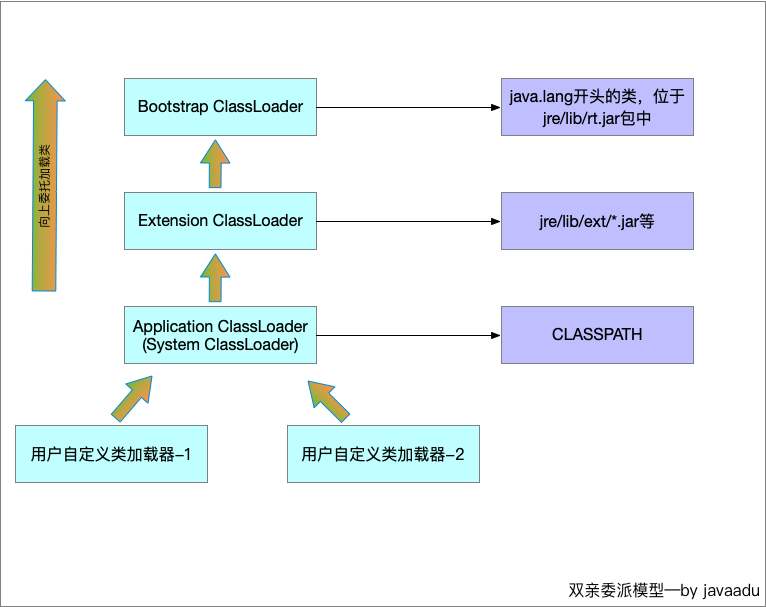 向上委托加载类
Bootstrap ClassLoader
java.lang开头的类，位于
jre/lib/rt.jar包中
Extension ClassLoader
jre/lib/ext/*.jar等
Application ClassLoader
(System ClassLoader)
CLASSPATH
用户自定义类加载器–1
用户自定义类加载器–2
双亲委派模型—by javaadu